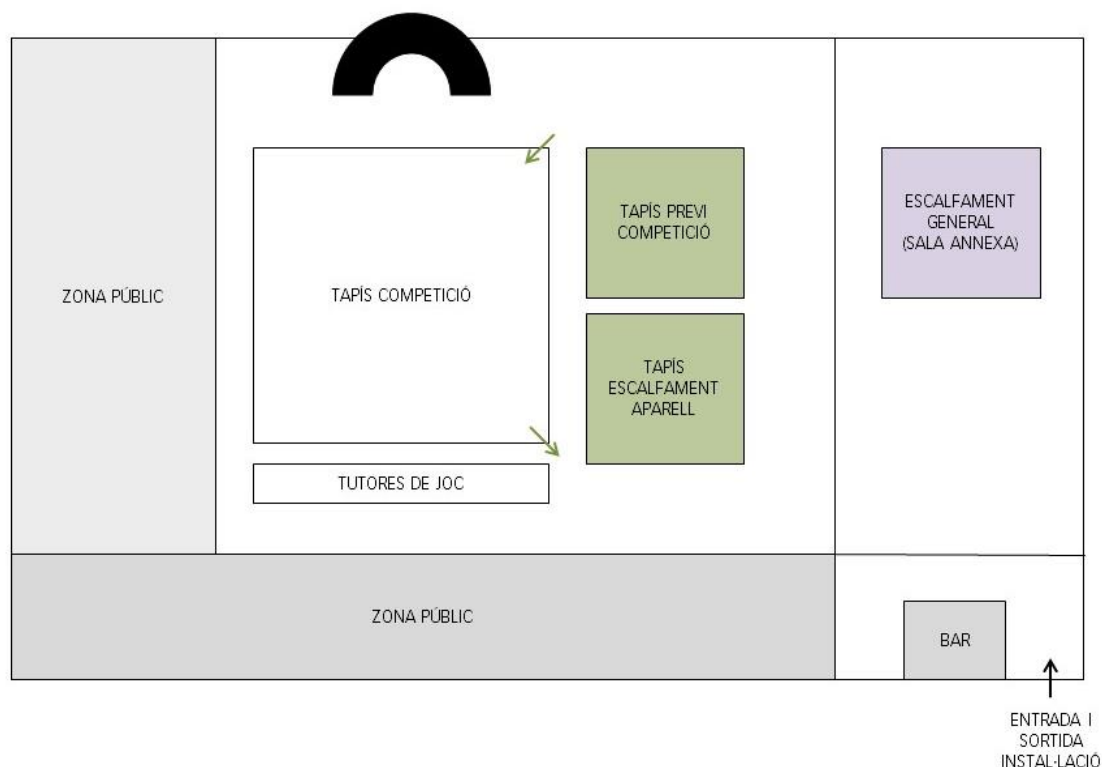 TAPÍS PREVI
COMPETICIÓ
ESCALFAMENT
GENERAL
(SALA ANNEXA)
ZONA PÚBLIC
TAPÍS COMPETICIÓ
TAPÍS
ESCALFAMENT
APARELL
TUTORES DE JOC
ZONA PÚBLIC
BAR
ENTRADA I
SORTIDA
INSTAL·LACIÓ